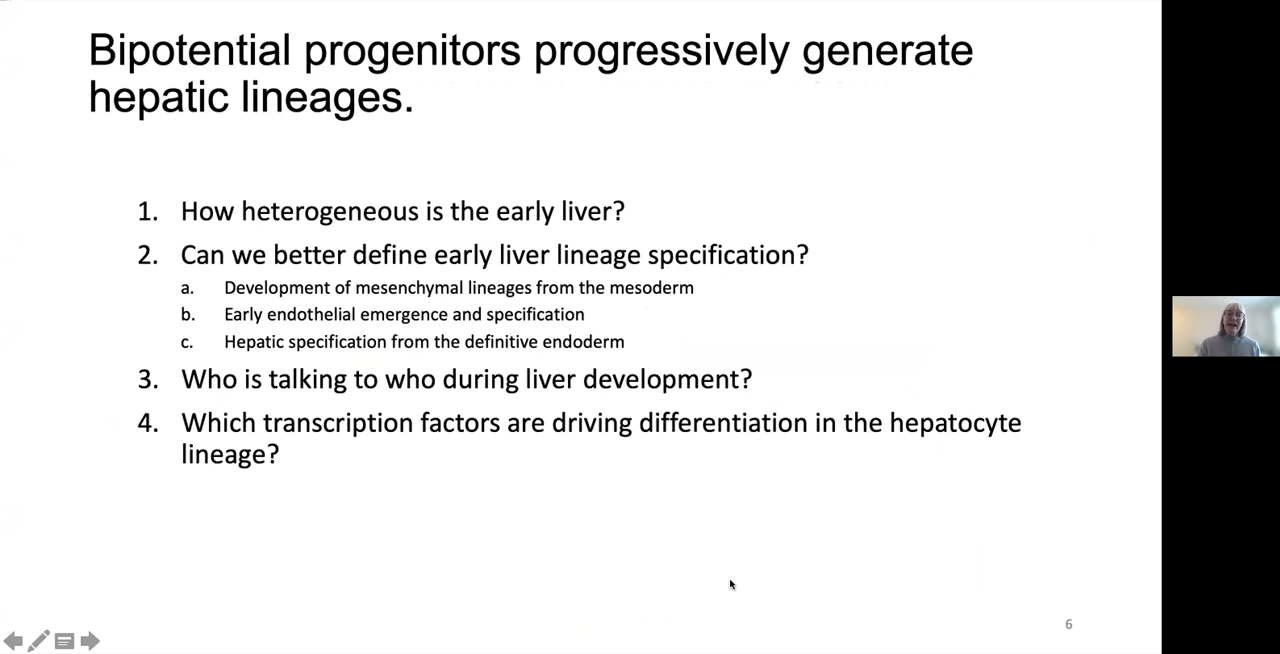 Bipotential progenitors progressively generate
hepatic lineages.
1. How heterogeneous is the early liver?
2. Can we better define early liver lineage specification?
a. Development of mesenchymal lineages from the mesoderm
b. Early endothelial emergence and specification
c. Hepatic specification from the definitive endoderm
3. Who is talking to who during liver development?
4. Which transcription factors are driving differentiation in the hepatocyte
lineage?
6